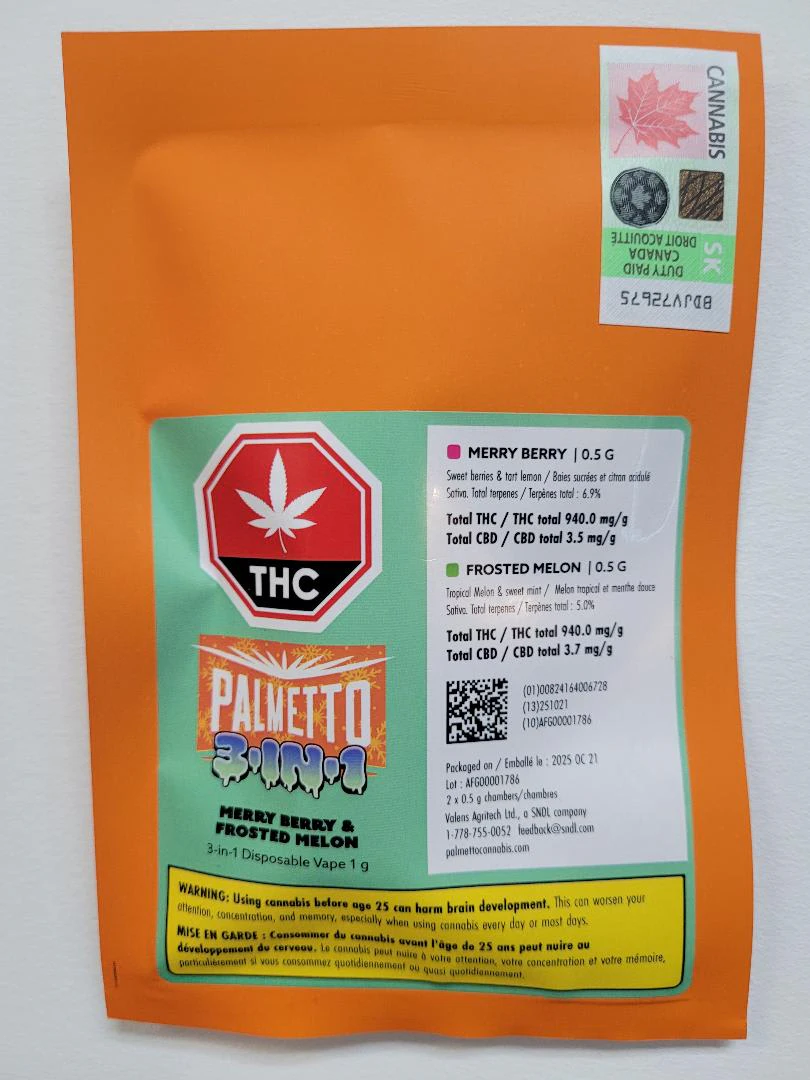 CANNABIS
SK
DUTY PAID
CANADA
DROIT ACQUITTÉ
BDJV72675
THC
PALMETTO
3·IN·1
MERRY BERRY &
FROSTED MELON
3-in-1 Disposable Vape 1 g
MERRY BERRY | 0.5 G
Sweet berries & tart lemon / Baies sucrées et citron acidulé
Sativa. Total terpenes / Terpènes total : 6.9%
Total THC / THC total 940.0 mg/g
Total CBD / CBD total 3.5 mg/g
FROSTED MELON | 0.5 G
Tropical Melon & sweet mint / Melon tropical et menthe douce
Sativa. Total terpenes / Terpènes total : 5.0%
Total THC / THC total 940.0 mg/g
Total CBD / CBD total 3.7 mg/g
(01)00824164006728
(13)251021
(10)AFG00001786
Packaged on / Emballé le : 2025 OC 21
Lot : AFG00001786
2 x 0.5 g chambers/chambres
Valens Agritech Ltd., a SNDL company
1-778-755-0052 feedback@sndl.com
palmettocannabis.com
WARNING: Using cannabis before age 25 can harm brain development. This can worsen your
attention, concentration, and memory, especially when using cannabis every day or most days.
MISE EN GARDE : Consommer du cannabis avant l'âge de 25 ans peut nuire au
développement du cerveau. Le cannabis peut nuire à votre attention, votre concentration et votre mémoire,
particulièrement si vous consommez quotidiennement ou quasi quotidiennement.